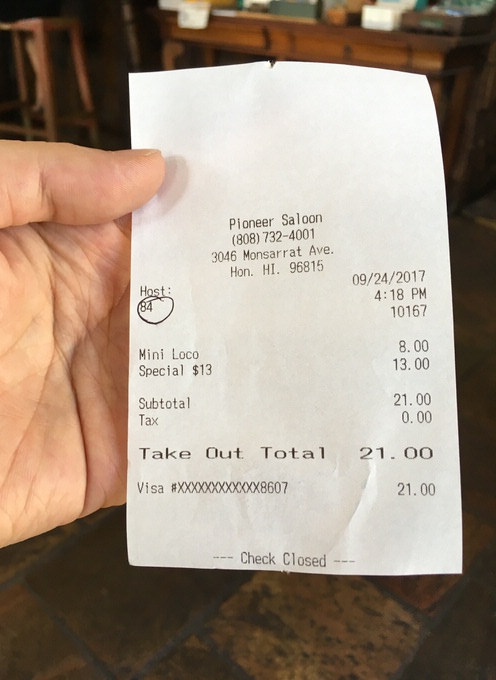 Pioneer Saloon
(808)732-4001
3046 Monsarrat Ave.
Hon. HI. 96815
09/24/2017
Host: 4:18 PM
84 10167
Mini Loco 8.00
Special $13 13.00
Subtotal 21.00
Tax 0.00
Take Out Total 21.00
Visa #XXXXXXXXXXXX8607 21.00
--- Check Closed ---